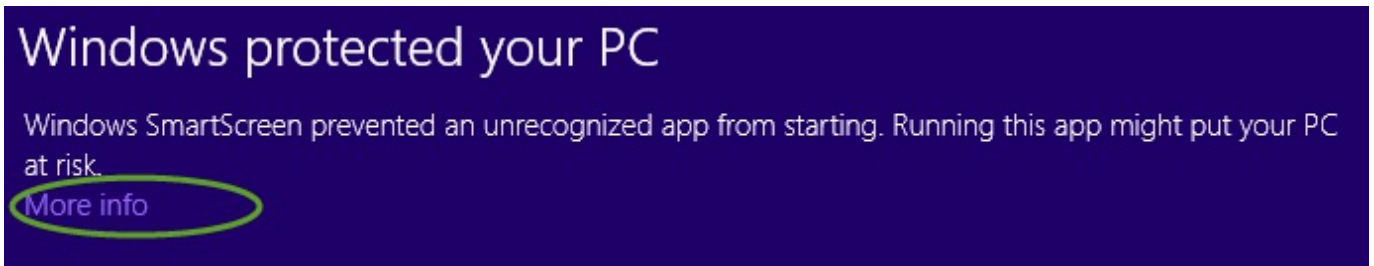 Windows protected your PC
Windows SmartScreen prevented an unrecognized app from starting. Running this app might put your PC
at risk.
More info